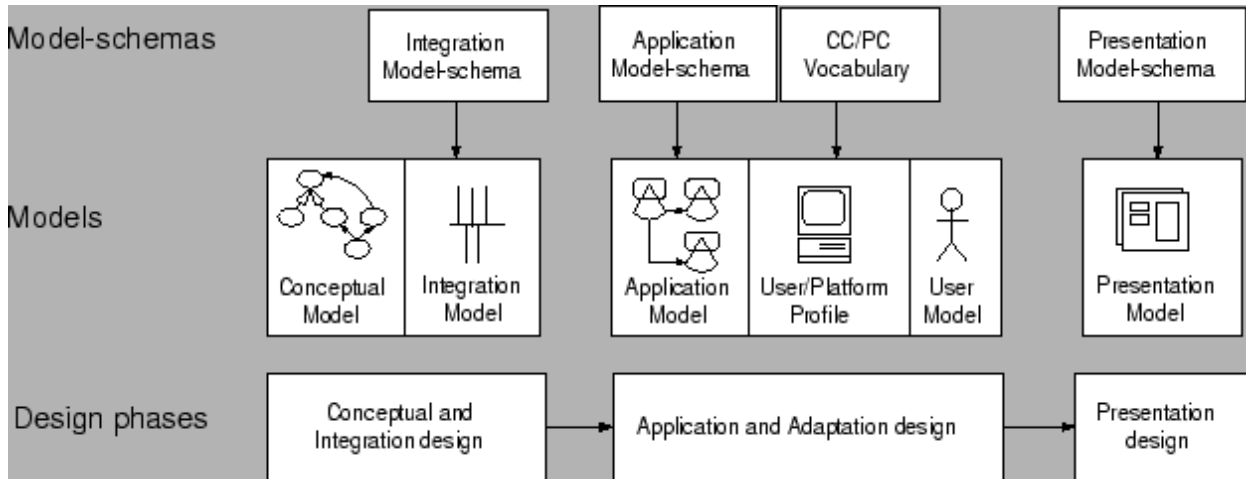 Model-schemas
Integration
Model-schema
Application
Model-schema
CC/PC
Vocabulary
Presentation
Model-schema
Models
Conceptual
Model
Integration
Model
Application
Model
User/Platform
Profile
User
Model
Presentation
Model
Design phases
Conceptual and
Integration design
Application and Adaptation design
Presentation
design